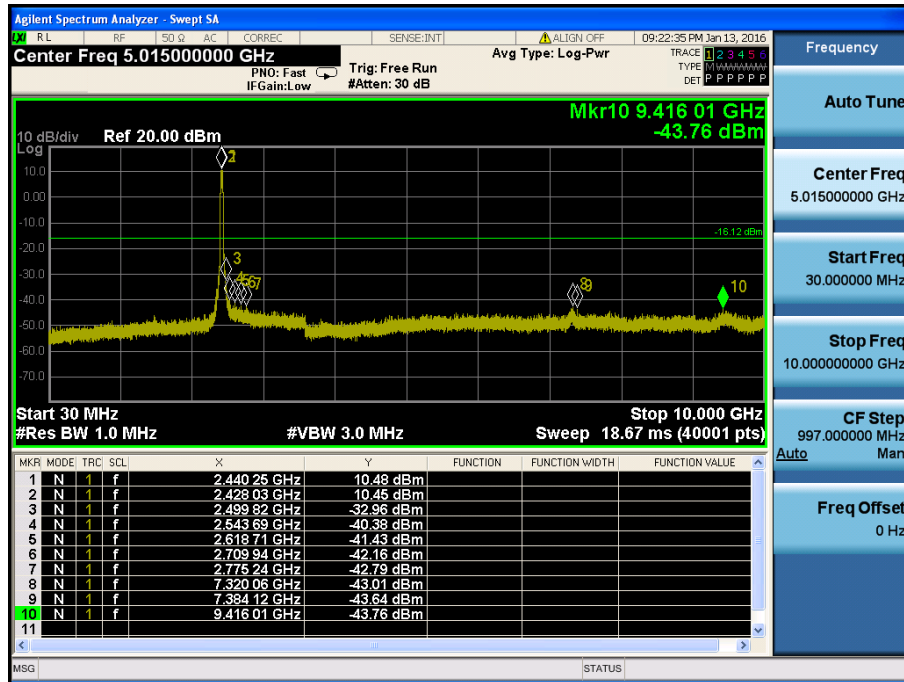 Agilent Spectrum Analyzer - Swept SA
LXI RL RF 50 Ω AC CORREC SENSE:INT ALIGN OFF 09:22:35 PM Jan 13, 2016
Center Freq 5.015000000 GHz
PNO: Fast
IFGain:Low
Trig: Free Run
#Atten: 30 dB
Avg Type: Log-Pwr
TRACE 1 2 3 4 5 6
TYPE M W W W W W
DET P P P P P P
Mkr10 9.416 01 GHz
-43.76 dBm
10 dB/div Ref 20.00 dBm
Log
10.0
0.00
-10.0
-20.0
-30.0
-40.0
-50.0
-60.0
-70.0
-16.12 dBm
1 2
3
4 5 6 7
8 9
10
Start 30 MHz Stop 10.000 GHz
#Res BW 1.0 MHz #VBW 3.0 MHz Sweep 18.67 ms (40001 pts)
MKR MODE TRC SCL X Y FUNCTION FUNCTION WIDTH FUNCTION VALUE
1 N 1 f 2.440 25 GHz 10.48 dBm
2 N 1 f 2.428 03 GHz 10.45 dBm
3 N 1 f 2.499 82 GHz -32.96 dBm
4 N 1 f 2.543 69 GHz -40.38 dBm
5 N 1 f 2.618 71 GHz -41.43 dBm
6 N 1 f 2.709 94 GHz -42.16 dBm
7 N 1 f 2.775 24 GHz -42.79 dBm
8 N 1 f 7.320 06 GHz -43.01 dBm
9 N 1 f 7.384 12 GHz -43.64 dBm
10 N 1 f 9.416 01 GHz -43.76 dBm
11
MSG STATUS
Frequency
Auto Tune
Center Freq
5.015000000 GHz
Start Freq
30.000000 MHz
Stop Freq
10.000000000 GHz
CF Step
997.000000 MHz
Auto Man
Freq Offset
0 Hz